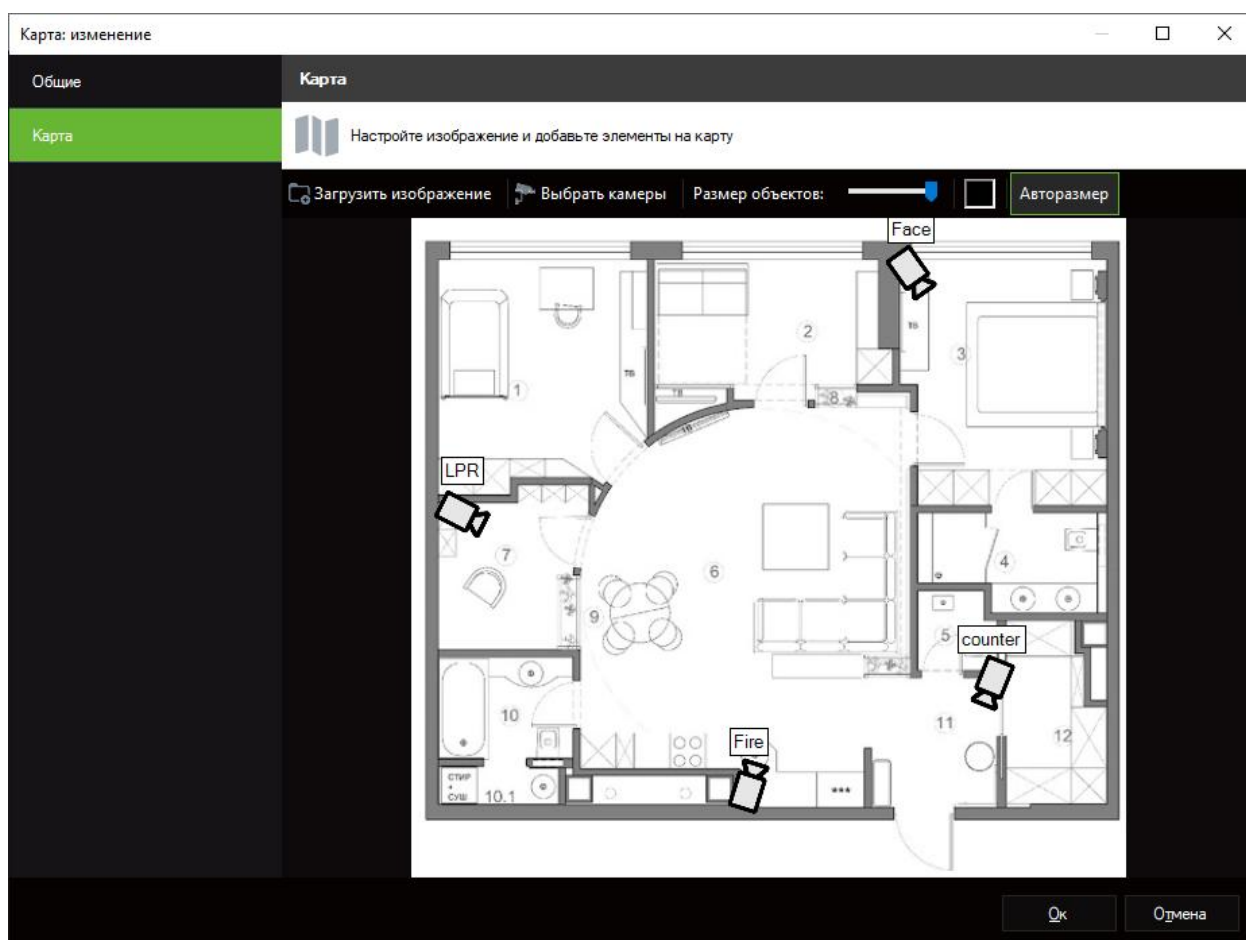 Карта: изменение
Общие
Карта
Карта
Настройте изображение и добавьте элементы на карту
Загрузить изображение
Выбрать камеры
Размер объектов:
Авторазмер
Face
2
ТВ
3
ТВ
1
ТВ
8
ТВ
LPR
7
6
4
9
5
counter
10
11
12
Fire
СТИР
+
СУШ
10.1
***
Ок
Отмена